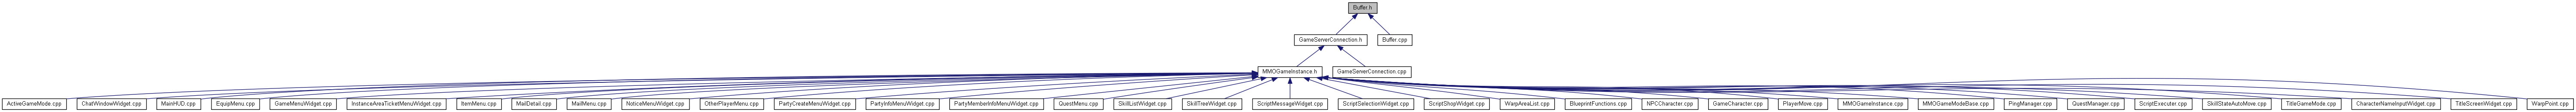 Buffer.h
GameServerConnection.h
Buffer.cpp
MMOGameInstance.h
GameServerConnection.cpp
ActiveGameMode.cpp
ChatWindowWidget.cpp
MainHUD.cpp
EquipMenu.cpp
GameMenuWidget.cpp
InstanceAreaTicketMenuWidget.cpp
ItemMenu.cpp
MailDetail.cpp
MailMenu.cpp
NoticeMenuWidget.cpp
OtherPlayerMenu.cpp
PartyCreateMenuWidget.cpp
PartyInfoMenuWidget.cpp
PartyMemberInfoMenuWidget.cpp
QuestMenu.cpp
SkillListWidget.cpp
SkillTreeWidget.cpp
ScriptMessageWidget.cpp
ScriptSelectionWidget.cpp
ScriptShopWidget.cpp
WarpAreaList.cpp
BlueprintFunctions.cpp
NPCCharacter.cpp
GameCharacter.cpp
PlayerMove.cpp
MMOGameInstance.cpp
MMOGameModeBase.cpp
PingManager.cpp
QuestManager.cpp
ScriptExecuter.cpp
SkillStateAutoMove.cpp
TitleGameMode.cpp
CharacterNameInputWidget.cpp
TitleScreenWidget.cpp
WarpPoint.cpp